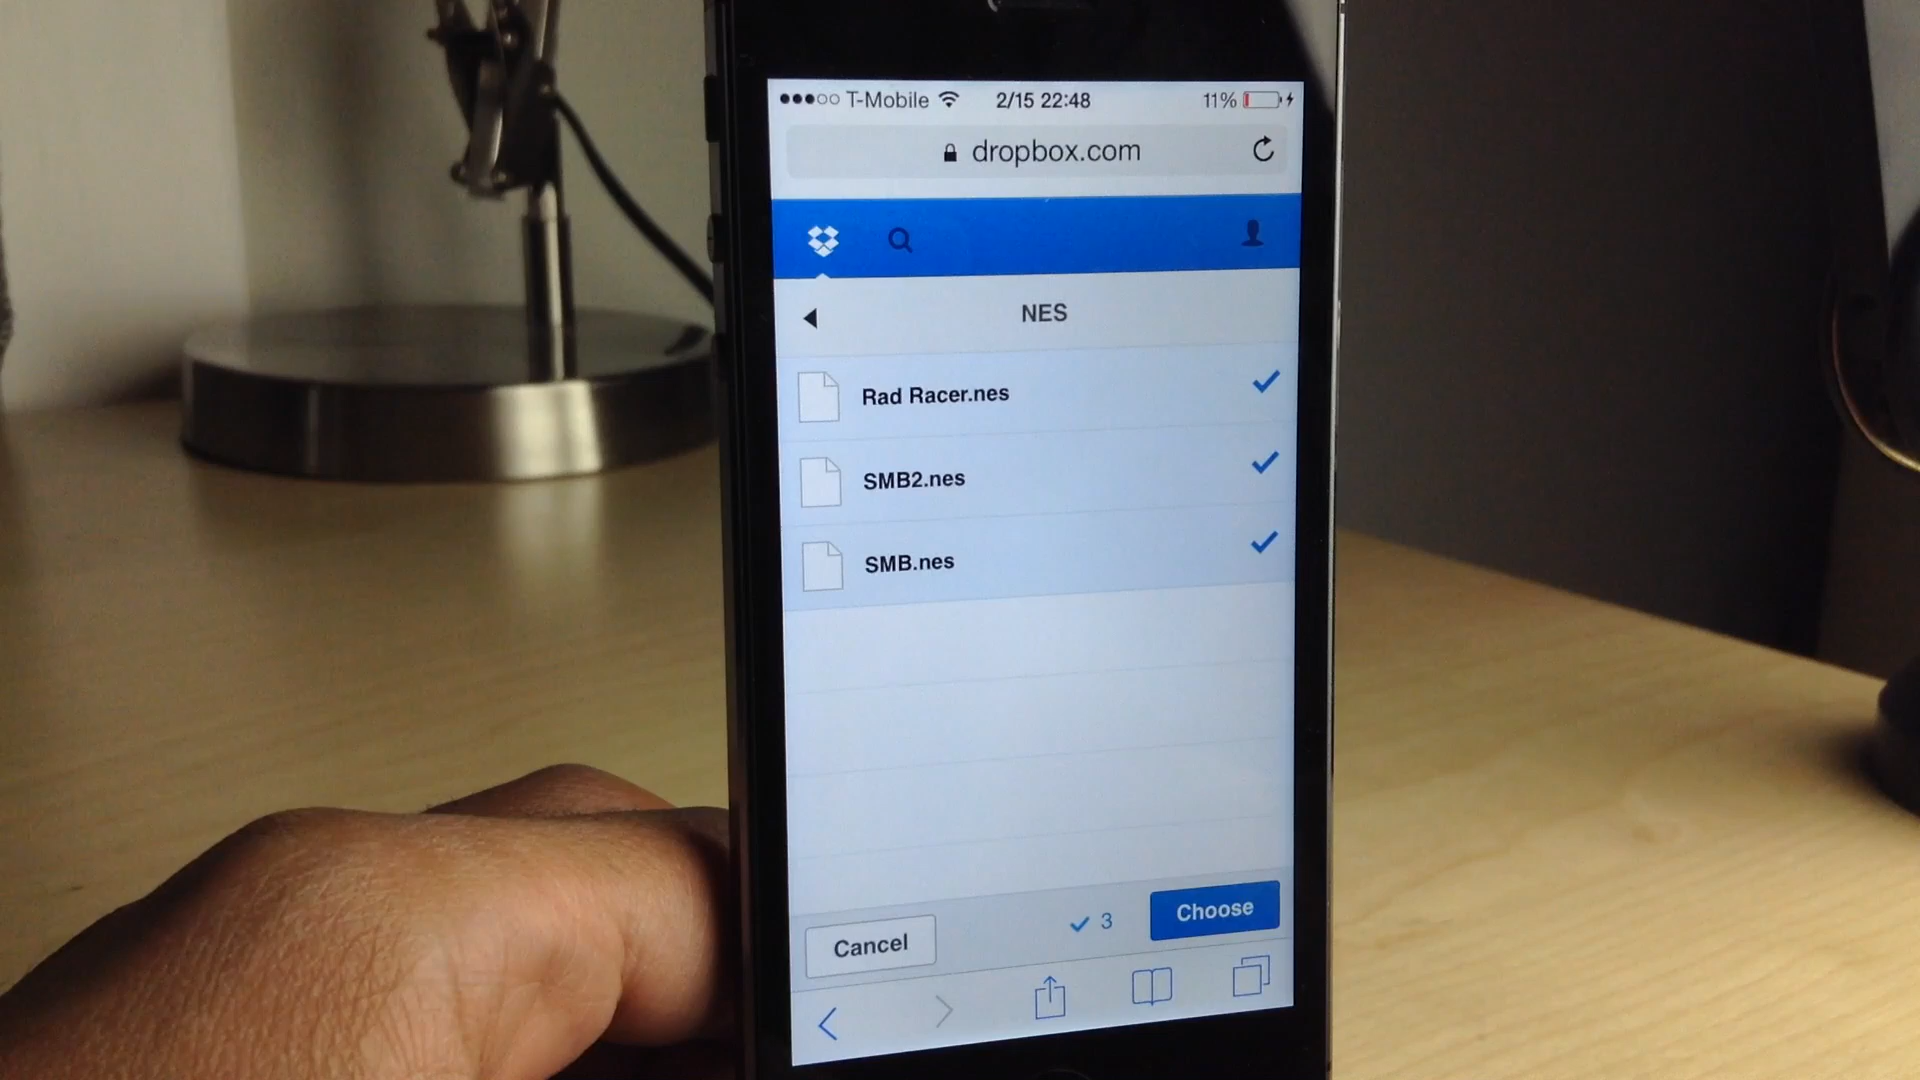 T-Mobile 2/15 22:48 11%
dropbox.com
NES
Rad Racer.nes
SMB2.nes
SMB.nes
Cancel 3 Choose